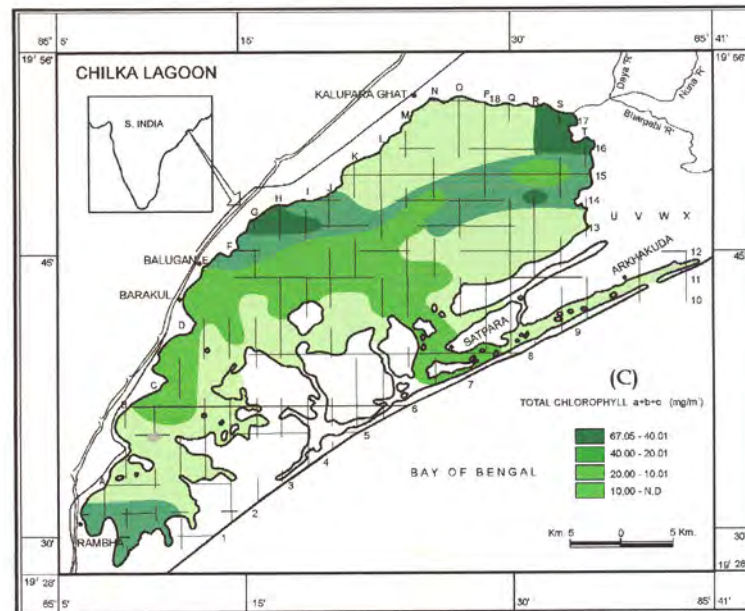 85° 5' 15' 30' 85° 41'
19° 56'
19° 56'
CHILKA LAGOON
S. INDIA
KALUPARA GHAT
Daya 'R'
Nuna 'R'
Bhargabi 'R'
M N O P 18 Q R S
17
L T
16
K
15
J
I
H
G 14
F 13
U V W X
45'
45'
BALUGAN E
ARKHAKUDA
12
11
10
BARAKUL
D
SATPARA
9
8
7
C
6
B
5
4
3
A
2
1
RAMBHA
(C)
TOTAL CHLOROPHYLL a+b+c (mg/m
67.05 - 40.01
40.00 - 20.01
20.00 - 10.01
10.00 - N.D
BAY OF BENGAL
Km. 5 0 5 Km.
30'
30'
19° 28'
19° 28'
85° 5' 15' 30' 85° 41'